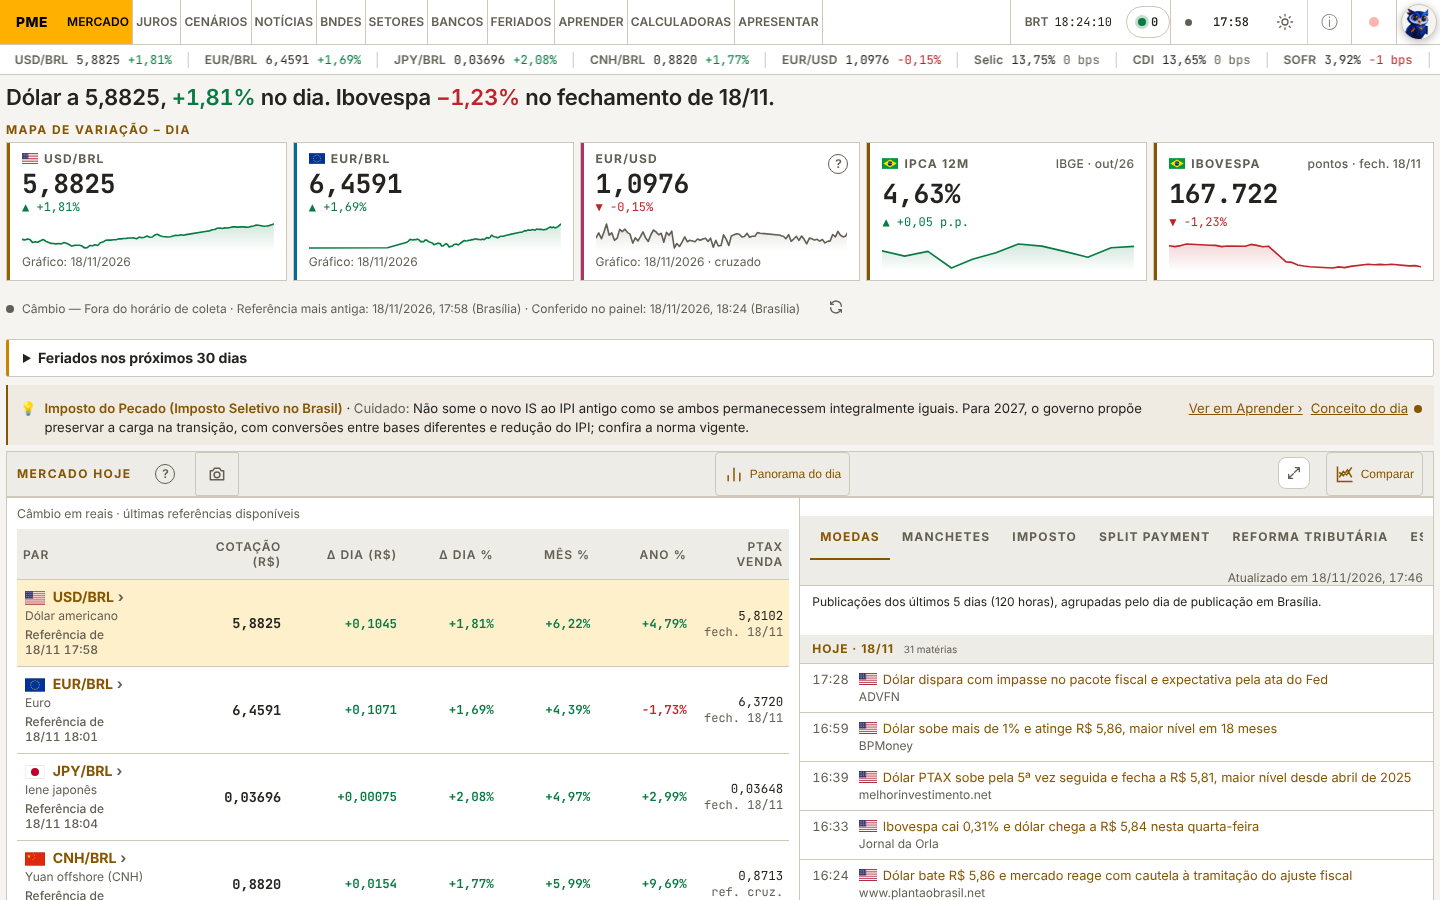 PME MERCADO JUROS CENÁRIOS NOTÍCIAS BNDES SETORES BANCOS FERIADOS APRENDER CALCULADORAS APRESENTAR BRT 18:24:10 0 17:58
USD/BRL 5,8825 +1,81% EUR/BRL 6,4591 +1,69% JPY/BRL 0,03696 +2,08% CNH/BRL 0,8820 +1,77% EUR/USD 1,0976 -0,15% Selic 13,75% 0 bps CDI 13,65% 0 bps SOFR 3,92% -1 bps
Dólar a 5,8825, +1,81% no dia. Ibovespa −1,23% no fechamento de 18/11.
MAPA DE VARIAÇÃO – DIA
USD/BRL
5,8825
▲ +1,81%
Gráfico: 18/11/2026
EUR/BRL
6,4591
▲ +1,69%
Gráfico: 18/11/2026
EUR/USD ?
1,0976
▼ -0,15%
Gráfico: 18/11/2026 · cruzado
IPCA 12M IBGE · out/26
4,63%
▲ +0,05 p.p.
IBOVESPA pontos · fech. 18/11
167.722
▼ -1,23%
Câmbio — Fora do horário de coleta · Referência mais antiga: 18/11/2026, 17:58 (Brasília) · Conferido no painel: 18/11/2026, 18:24 (Brasília)
▶ Feriados nos próximos 30 dias
Imposto do Pecado (Imposto Seletivo no Brasil) · Cuidado: Não some o novo IS ao IPI antigo como se ambos permanecessem integralmente iguais. Para 2027, o governo propõe
preservar a carga na transição, com conversões entre bases diferentes e redução do IPI; confira a norma vigente.
Ver em Aprender › Conceito do dia
MERCADO HOJE ? Panorama do dia Comparar
Câmbio em reais · últimas referências disponíveis
PAR COTAÇÃO (R$) Δ DIA (R$) Δ DIA % MÊS % ANO % PTAX VENDA
USD/BRL ›
Dólar americano
Referência de
18/11 17:58
5,8825 +0,1045 +1,81% +6,22% +4,79% 5,8102
fech. 18/11
EUR/BRL ›
Euro
Referência de
18/11 18:01
6,4591 +0,1071 +1,69% +4,39% -1,73% 6,3720
fech. 18/11
JPY/BRL ›
Iene japonês
Referência de
18/11 18:04
0,03696 +0,00075 +2,08% +4,97% +2,99% 0,03648
fech. 18/11
CNH/BRL ›
Yuan offshore (CNH)
Referência de
0,8820 +0,0154 +1,77% +5,99% +9,69% 0,8713
ref. cruz.
MOEDAS MANCHETES IMPOSTO SPLIT PAYMENT REFORMA TRIBUTÁRIA
Atualizado em 18/11/2026, 17:46
Publicações dos últimos 5 dias (120 horas), agrupadas pelo dia de publicação em Brasília.
HOJE · 18/11 31 matérias
17:28 Dólar dispara com impasse no pacote fiscal e expectativa pela ata do Fed
ADVFN
16:59 Dólar sobe mais de 1% e atinge R$ 5,86, maior nível em 18 meses
BPMoney
16:39 Dólar PTAX sobe pela 5ª vez seguida e fecha a R$ 5,81, maior nível desde abril de 2025
melhorinvestimento.net
16:33 Ibovespa cai 0,31% e dólar chega a R$ 5,84 nesta quarta-feira
Jornal da Orla
16:24 Dólar bate R$ 5,86 e mercado reage com cautela à tramitação do ajuste fiscal
www.plantaobrasil.net